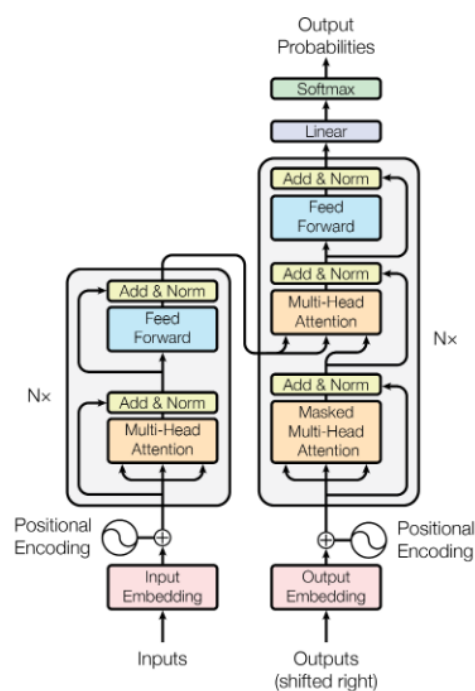 Output
Probabilities
Softmax
Linear
Add & Norm
Feed
Forward
Add & Norm
Multi-Head
Attention
Add & Norm
Masked
Multi-Head
Attention
N×
Add & Norm
Feed
Forward
Add & Norm
Multi-Head
Attention
N×
Positional
Encoding
Positional
Encoding
Input
Embedding
Output
Embedding
Inputs
Outputs
(shifted right)